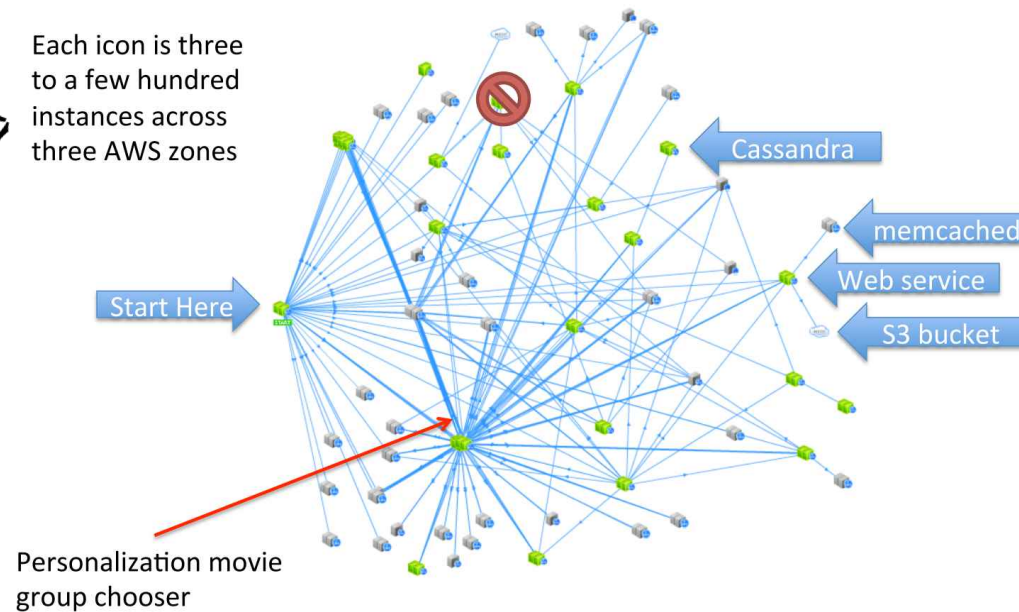 Each icon is three
to a few hundred
instances across
three AWS zones
Cassandra
memcached
Web service
Start Here
START
S3 bucket
Personalization movie
group chooser